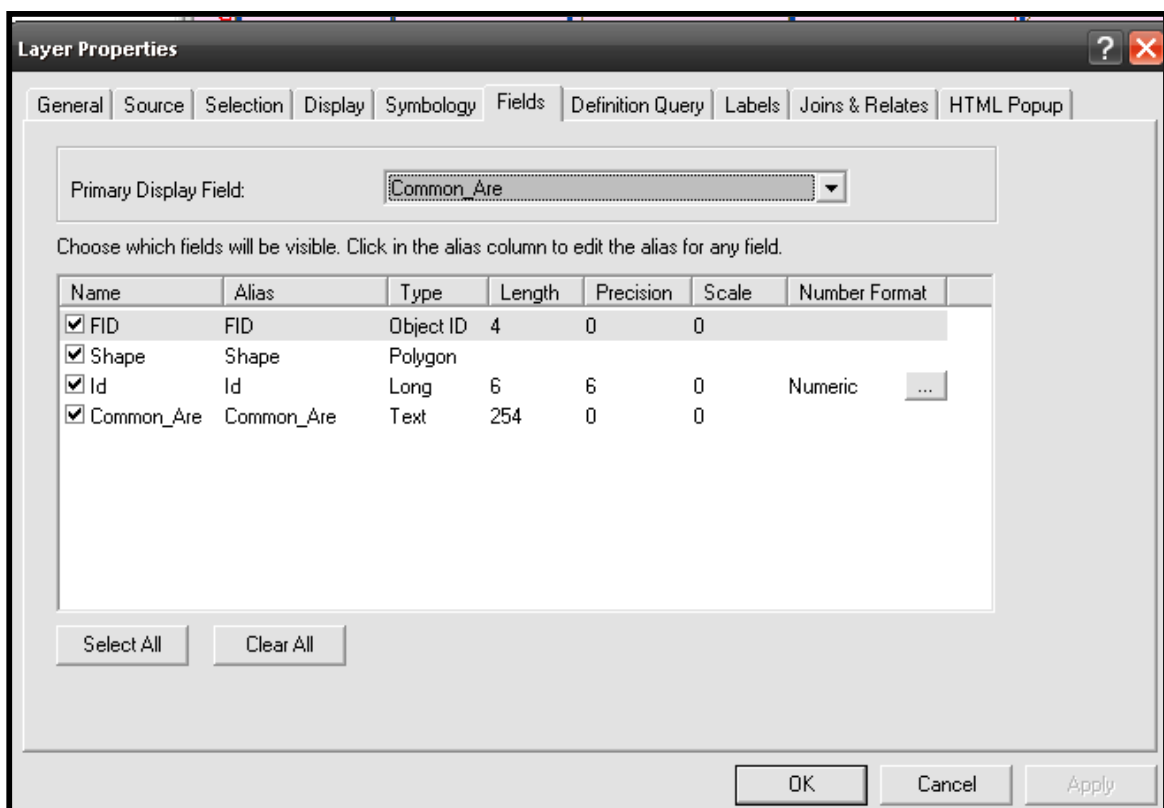 Layer Properties
?
General Source Selection Display Symbology Fields Definition Query Labels Joins & Relates HTML Popup
Primary Display Field: Common_Are
Choose which fields will be visible. Click in the alias column to edit the alias for any field.
Name Alias Type Length Precision Scale Number Format
FID FID Object ID 4 0 0
Shape Shape Polygon
Id Id Long 6 6 0 Numeric ...
Common_Are Common_Are Text 254 0 0
Select All Clear All
OK Cancel Apply